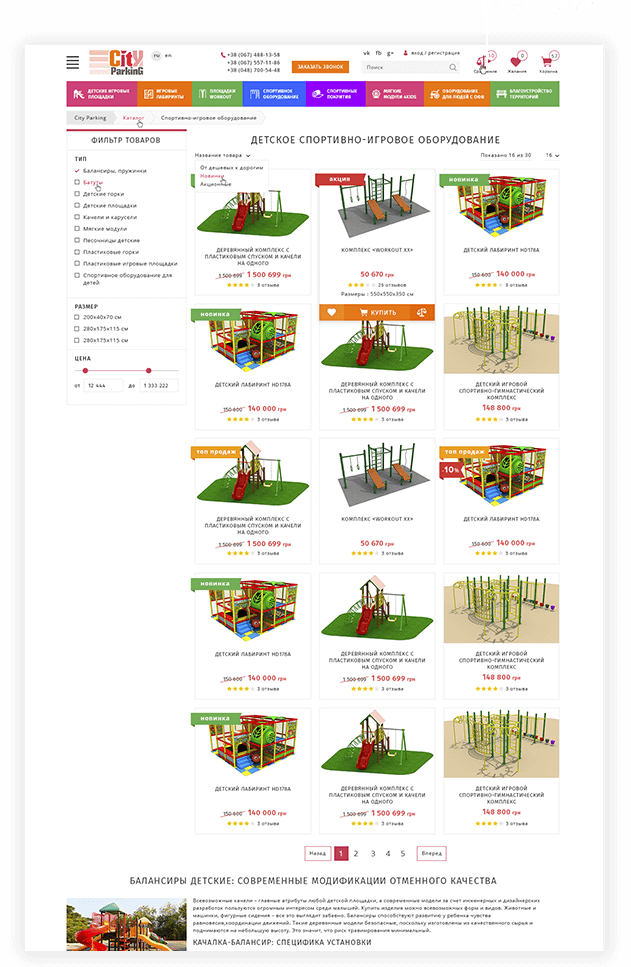 City
ParkinG
ru en
+38 (067) 488-13-58
+38 (067) 557-11-86
+38 (048) 700-54-48
ЗАКАЗАТЬ ЗВОНОК
vk fb g+
вход / регистрация
Поиск
10
0
Желания
57
Корзина
ДЕТСКИЕ ИГРОВЫЕ
ПЛОЩАДКИ
ИГРОВЫЕ
ЛАБИРИНТЫ
ПЛОЩАДКИ
WORKOUT
СПОРТИВНОЕ
ОБОРУДОВАНИЕ
СПОРТИВНЫЕ
ПОКРЫТИЯ
МЯГКИЕ
МОДУЛИ 4KIDS
ОБОРУДОВАНИЕ
ДЛЯ ЛЮДЕЙ С ОФВ
БЛАГОУСТРОЙСТВО
ТЕРРИТОРИЙ
City Parking
Каталог
Спортивно-игровое оборудование
ФИЛЬТР ТОВАРОВ
ТИП
Балансиры, пружинки
Батуты
Детские горки
Детские площадки
Качели и карусели
Мягкие модули
Песочницы детские
Пластиковые горки
Пластиковые игровые площадки
Спортивное оборудование для
детей
РАЗМЕР
200x40x70 см
280x175x115 см
280x175x115 см
ЦЕНА
от 12 444 до 1 333 222
ДЕТСКОЕ СПОРТИВНО-ИГРОВОЕ ОБОРУДОВАНИЕ
Название товара
Показано 16 из 30
16
От дешевых к дорогим
Новинки
Акционные
ДЕРЕВЯННЫЙ КОМПЛЕКС С
ПЛАСТИКОВЫМ СПУСКОМ И КАЧЕЛИ
НА ОДНОГО
1 500 699 1 500 699 грн
3 отзыва
акция
КОМПЛЕКС «WORKOUT XX»
50 670 грн
25 отзывов
Размеры : 550x550x350 см
новинка
ДЕТСКИЙ ЛАБИРИНТ HD178A
150 600 140 000 грн
3 отзыва
новинка
ДЕТСКИЙ ЛАБИРИНТ HD178A
150 600 140 000 грн
3 отзыва
КУПИТЬ
ДЕРЕВЯННЫЙ КОМПЛЕКС С
ПЛАСТИКОВЫМ СПУСКОМ И КАЧЕЛИ
НА ОДНОГО
1 500 699 1 500 699 грн
3 отзыва
ДЕТСКИЙ ИГРОВОЙ
СПОРТИВНО-ГИМНАСТИЧЕСКИЙ
КОМПЛЕКС
148 800 грн
3 отзыва
топ продаж
ДЕРЕВЯННЫЙ КОМПЛЕКС С
ПЛАСТИКОВЫМ СПУСКОМ И КАЧЕЛИ
НА ОДНОГО
1 500 699 1 500 699 грн
3 отзыва
КОМПЛЕКС «WORKOUT XX»
50 670 грн
3 отзыва
топ продаж
-10%
ДЕТСКИЙ ЛАБИРИНТ HD178A
150 600 140 000 грн
3 отзыва
новинка
ДЕТСКИЙ ЛАБИРИНТ HD178A
150 600 140 000 грн
3 отзыва
ДЕРЕВЯННЫЙ КОМПЛЕКС С
ПЛАСТИКОВЫМ СПУСКОМ И КАЧЕЛИ
НА ОДНОГО
1 500 699 1 500 699 грн
3 отзыва
ДЕТСКИЙ ИГРОВОЙ
СПОРТИВНО-ГИМНАСТИЧЕСКИЙ
КОМПЛЕКС
148 800 грн
3 отзыва
новинка
ДЕТСКИЙ ЛАБИРИНТ HD178A
150 600 140 000 грн
3 отзыва
ДЕРЕВЯННЫЙ КОМПЛЕКС С
ПЛАСТИКОВЫМ СПУСКОМ И КАЧЕЛИ
НА ОДНОГО
1 500 699 1 500 699 грн
3 отзыва
ДЕТСКИЙ ИГРОВОЙ
СПОРТИВНО-ГИМНАСТИЧЕСКИЙ
КОМПЛЕКС
148 800 грн
3 отзыва
Назад 1 2 3 4 5 Вперед
БАЛАНСИРЫ ДЕТСКИЕ: СОВРЕМЕННЫЕ МОДИФИКАЦИИ ОТМЕННОГО КАЧЕСТВА
Всевозможные качели – главные атрибуты любой детской площадки, а современные модели за счет инженерных и дизайнерских
разработок пользуются огромным интересом среди малышей. Купить изделия можно всевозможных форм и видов. Животные и
машинки, фигурные сидения – все это выглядит забавно. Балансиры способствуют развитию у ребенка чувства
равновесия,координации движений. Такие деревянные модели безопасные, поскольку изготовлены из качественного сырья и
поднимаются на небольшую высоту. Это значит, что риск травмирования минимальный.
КАЧАЛКА-БАЛАНСИР: СПЕЦИФИКА УСТАНОВКИ